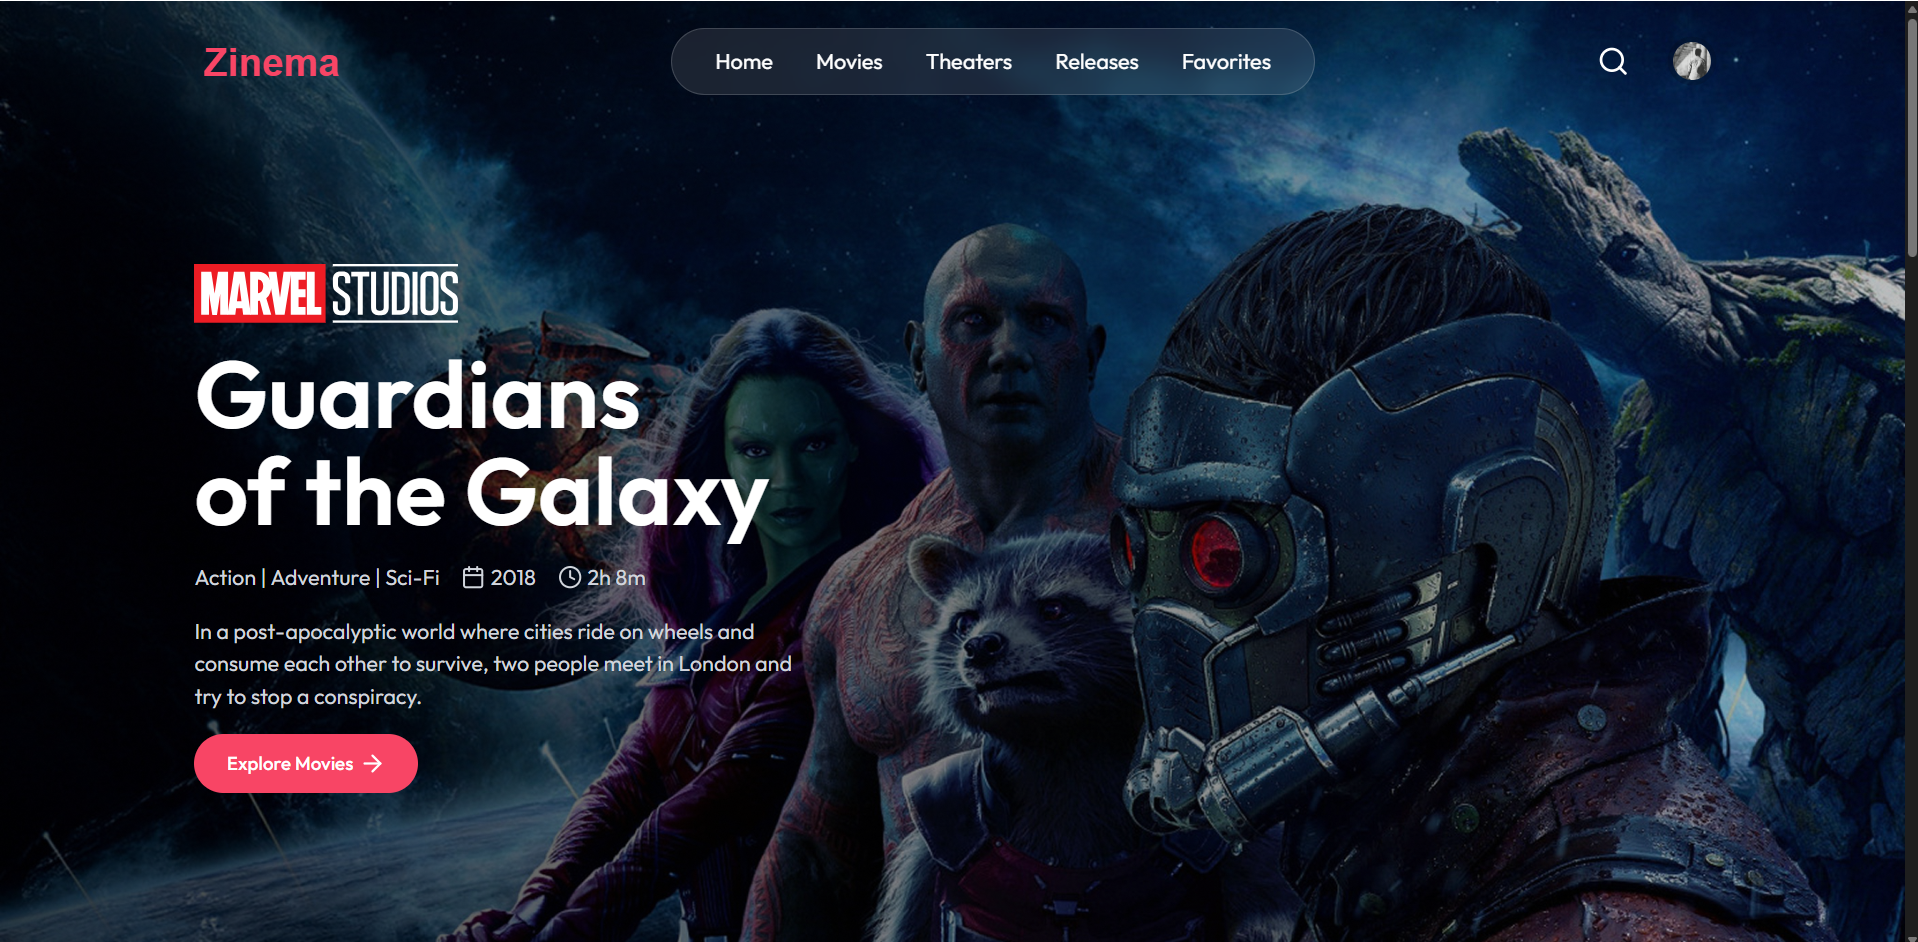 Zinema
Home Movies Theaters Releases Favorites
MARVEL STUDIOS
Guardians
of the Galaxy
Action | Adventure | Sci-Fi 2018 2h 8m
In a post-apocalyptic world where cities ride on wheels and
consume each other to survive, two people meet in London and
try to stop a conspiracy.
Explore Movies